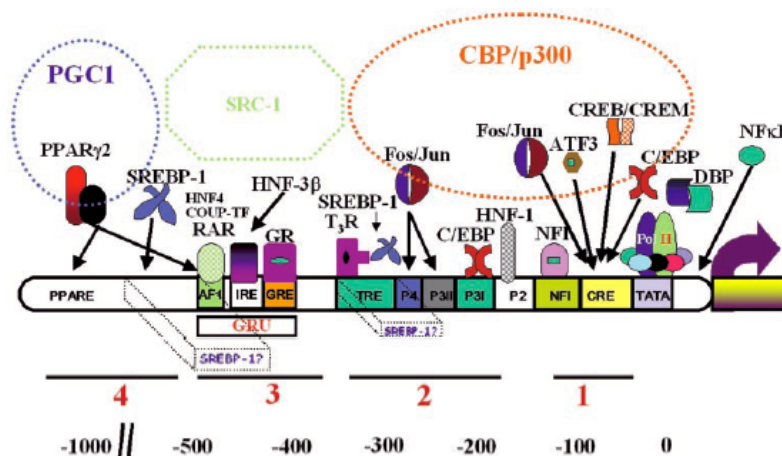 PGC1
SRC-1
CBP/p300
CREB/CREM
Fos/Jun
ATF3
NFκI
PPARγ2
SREBP-1
HNF4
COUP-TF
RAR
HNF-3β
GR
SREBP-1
T₃R
Fos/Jun
C/EBP
HNF-1
NFI
C/EBP
DBP
Pol II
PPARE
AF1
IRE
GRE
TRE
P4
P3II
P3I
P2
NFI
CRE
TATA
GRU
SREBP-1?
SREBP-1?
4
3
2
1
-1000
-500
-400
-300
-200
-100
0